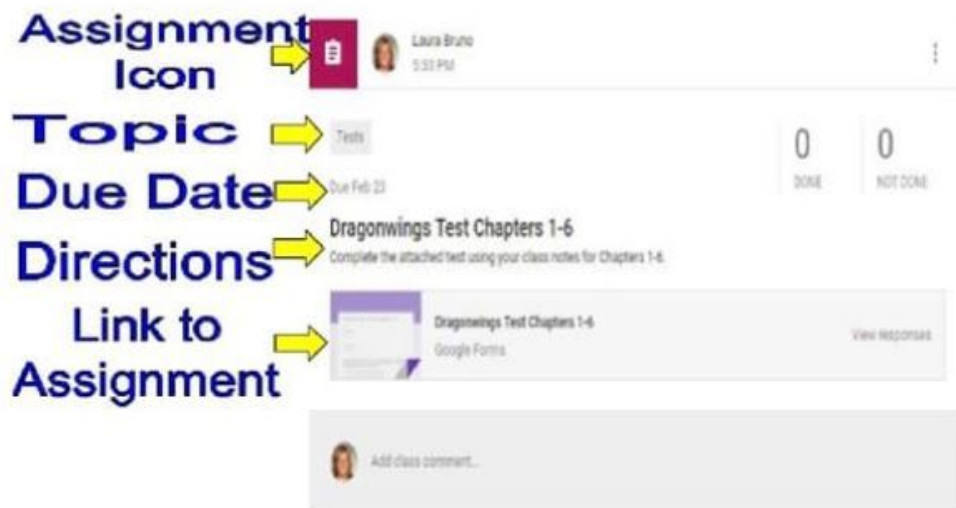 Assignment
Icon
Laura Bruno
5:53 PM
Topic
Tests
0
DONE
0
NOT DONE
Due Date
Due Feb 23
Directions
Dragonwings Test Chapters 1-6
Complete the attached test using your class notes for Chapters 1-6.
Link to
Assignment
Dragonwings Test Chapters 1-6
Google Forms
View responses
Add class comment...